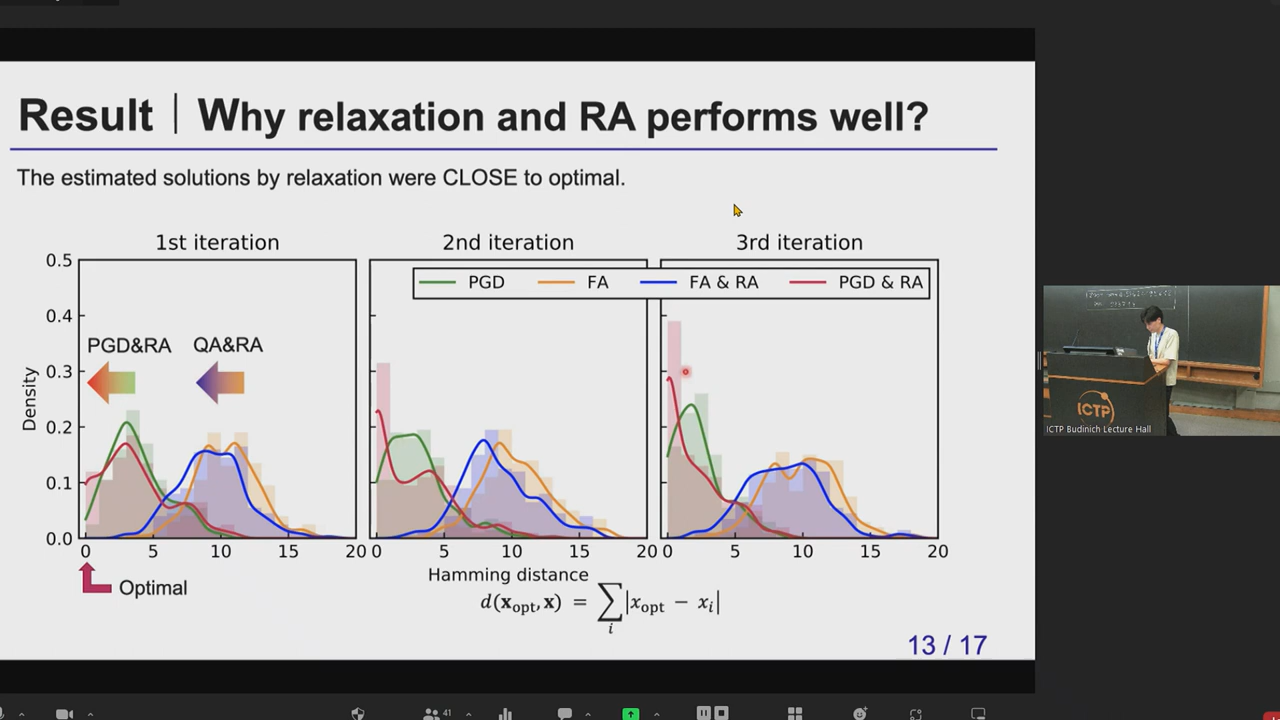 Result | Why relaxation and RA performs well?
The estimated solutions by relaxation were CLOSE to optimal.
1st iteration
2nd iteration
3rd iteration
PGD
FA
FA & RA
PGD & RA
0.5
0.4
0.3
0.2
0.1
0.0
Density
PGD&RA
QA&RA
0 5 10 15 20
0 5 10 15 20
0 5 10 15 20
Optimal
Hamming distance
d(x_opt, x) = ∑_i |x_opt − x_i|
13 / 17
ICTP
ICTP Budinich Lecture Hall
41